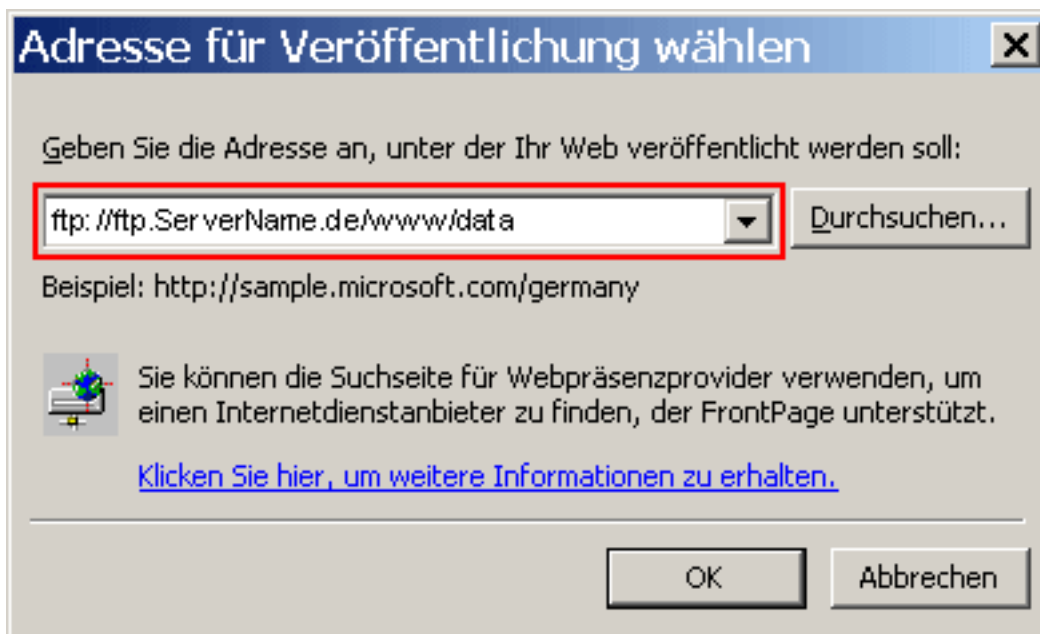 Adresse für Veröffentlichung wählen
Geben Sie die Adresse an, unter der Ihr Web veröffentlicht werden soll:
ftp://ftp.ServerName.de/www/data
Durchsuchen...
Beispiel: http://sample.microsoft.com/germany
Sie können die Suchseite für Webpräsenzprovider verwenden, um
einen Internetdienstanbieter zu finden, der FrontPage unterstützt.
Klicken Sie hier, um weitere Informationen zu erhalten.
OK
Abbrechen